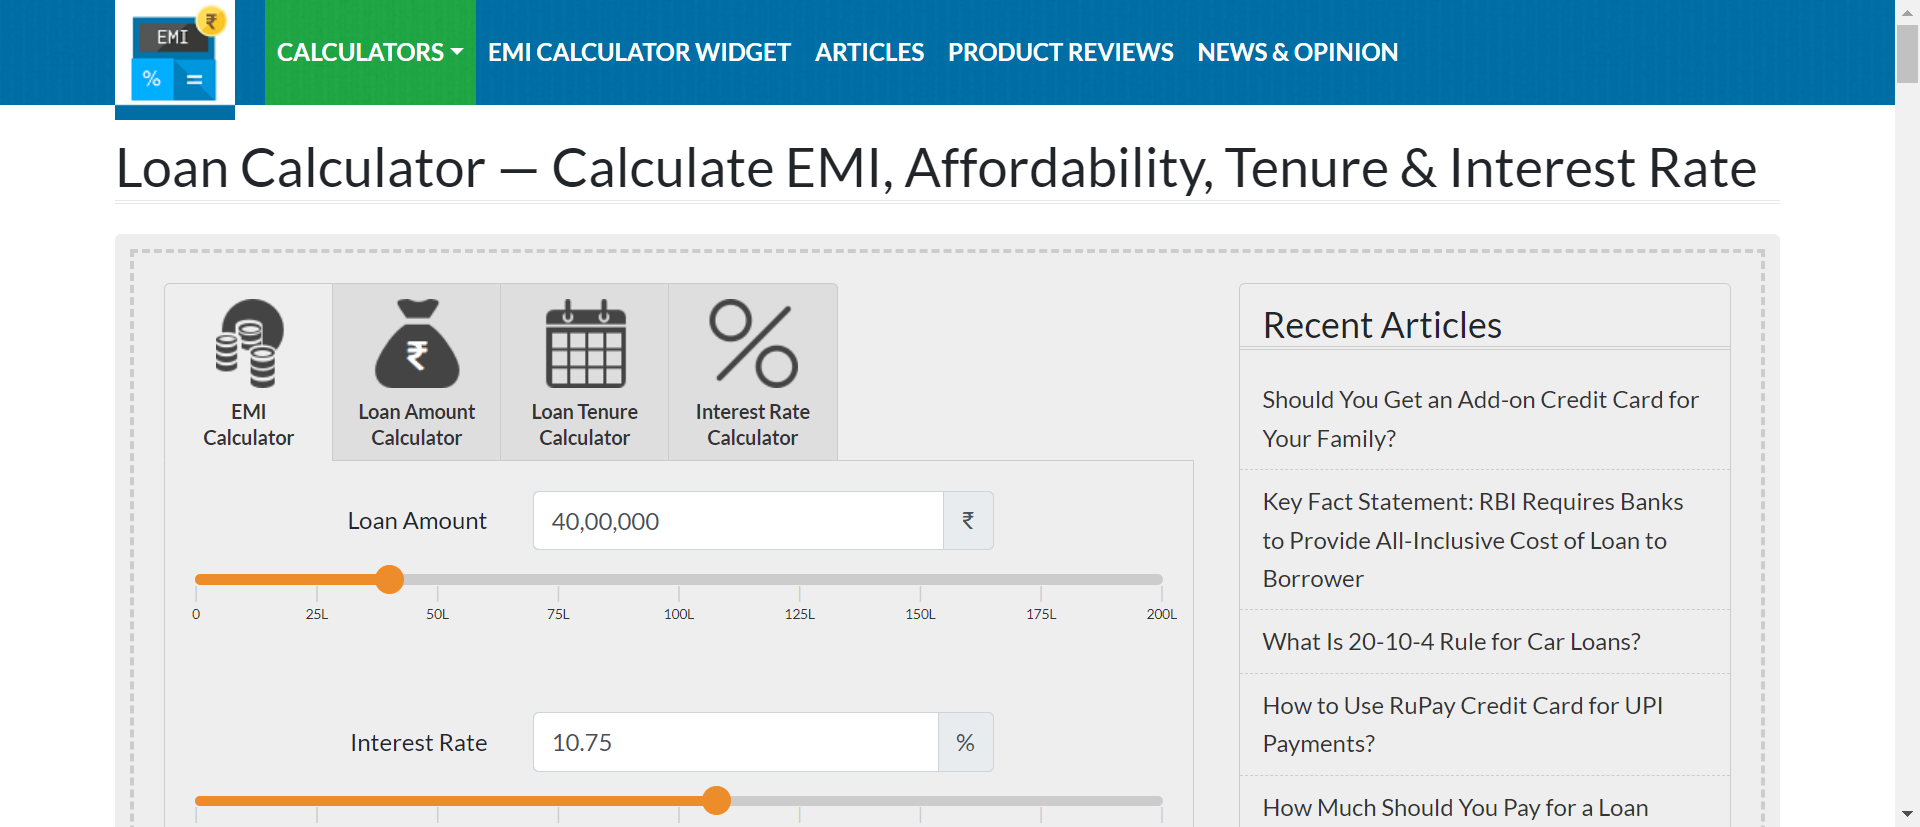 EMI
₹
%
=
CALCULATORS
EMI CALCULATOR WIDGET
ARTICLES
PRODUCT REVIEWS
NEWS & OPINION
Loan Calculator — Calculate EMI, Affordability, Tenure & Interest Rate
EMI
Calculator
₹
Loan Amount
Calculator
Loan Tenure
Calculator
Interest Rate
Calculator
Loan Amount
40,00,000
₹
0
25L
50L
75L
100L
125L
150L
175L
200L
Interest Rate
10.75
%
Recent Articles
Should You Get an Add-on Credit Card for
Your Family?
Key Fact Statement: RBI Requires Banks
to Provide All-Inclusive Cost of Loan to
Borrower
What Is 20-10-4 Rule for Car Loans?
How to Use RuPay Credit Card for UPI
Payments?
How Much Should You Pay for a Loan